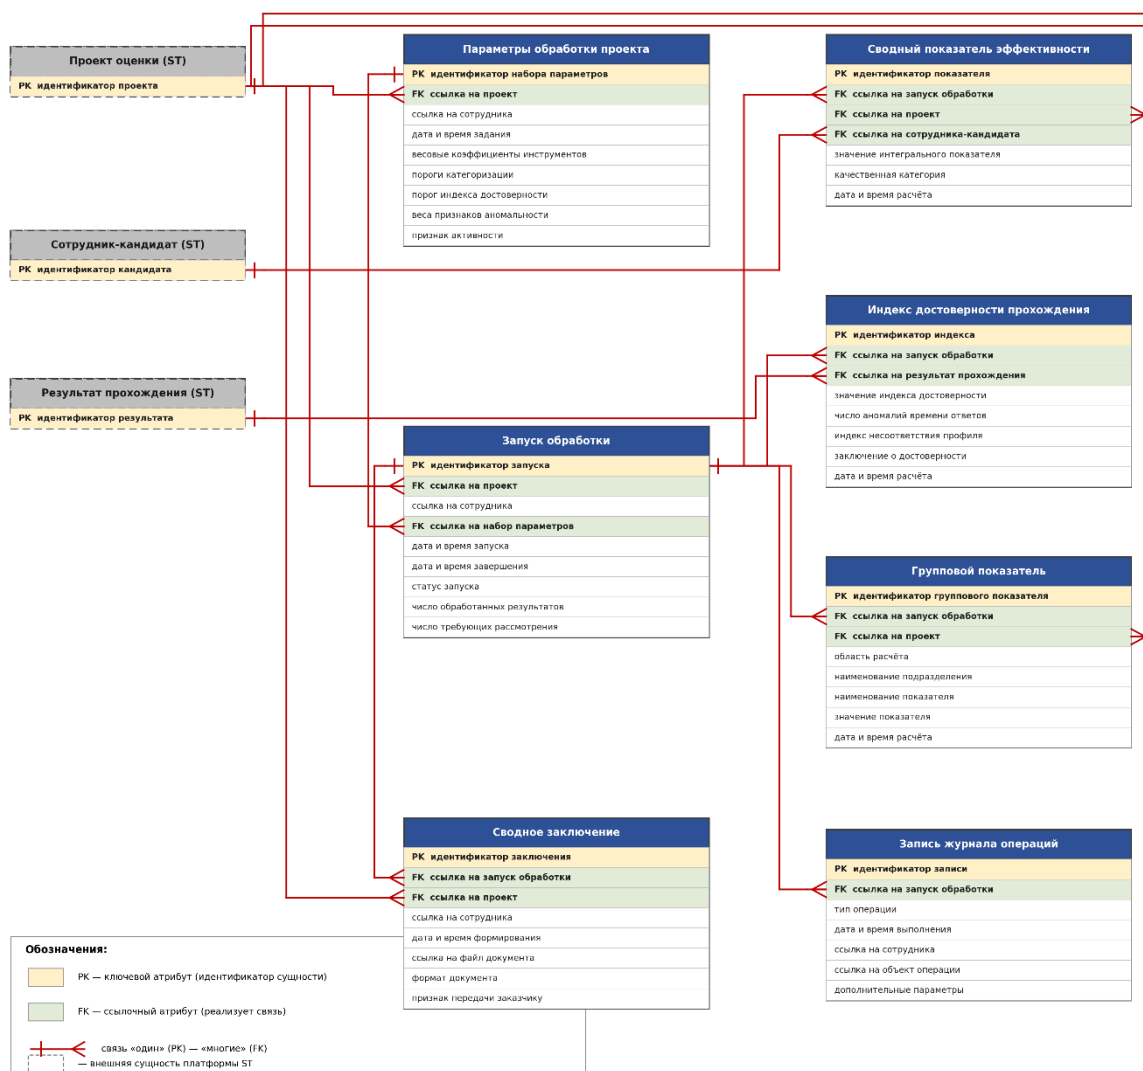 Проект оценки (ST)
PK идентификатор проекта
Сотрудник-кандидат (ST)
PK идентификатор кандидата
Результат прохождения (ST)
PK идентификатор результата
Параметры обработки проекта
PK идентификатор набора параметров
FK ссылка на проект
ссылка на сотрудника
дата и время задания
весовые коэффициенты инструментов
пороги категоризации
порог индекса достоверности
веса признаков аномальности
признак активности
Запуск обработки
PK идентификатор запуска
FK ссылка на проект
ссылка на сотрудника
FK ссылка на набор параметров
дата и время запуска
дата и время завершения
статус запуска
число обработанных результатов
число требующих рассмотрения
Сводное заключение
PK идентификатор заключения
FK ссылка на запуск обработки
FK ссылка на проект
ссылка на сотрудника
дата и время формирования
ссылка на файл документа
формат документа
признак передачи заказчику
Сводный показатель эффективности
PK идентификатор показателя
FK ссылка на запуск обработки
FK ссылка на проект
FK ссылка на сотрудника-кандидата
значение интегрального показателя
качественная категория
дата и время расчёта
Индекс достоверности прохождения
PK идентификатор индекса
FK ссылка на запуск обработки
FK ссылка на результат прохождения
значение индекса достоверности
число аномалий времени ответов
индекс несоответствия профиля
заключение о достоверности
дата и время расчёта
Групповой показатель
PK идентификатор группового показателя
FK ссылка на запуск обработки
FK ссылка на проект
область расчёта
наименование подразделения
наименование показателя
значение показателя
дата и время расчёта
Запись журнала операций
PK идентификатор записи
FK ссылка на запуск обработки
тип операции
дата и время выполнения
ссылка на сотрудника
ссылка на объект операции
дополнительные параметры
Обозначения:
PK — ключевой атрибут (идентификатор сущности)
FK — ссылочный атрибут (реализует связь)
связь «один» (PK) — «многие» (FK)
— внешняя сущность платформы ST